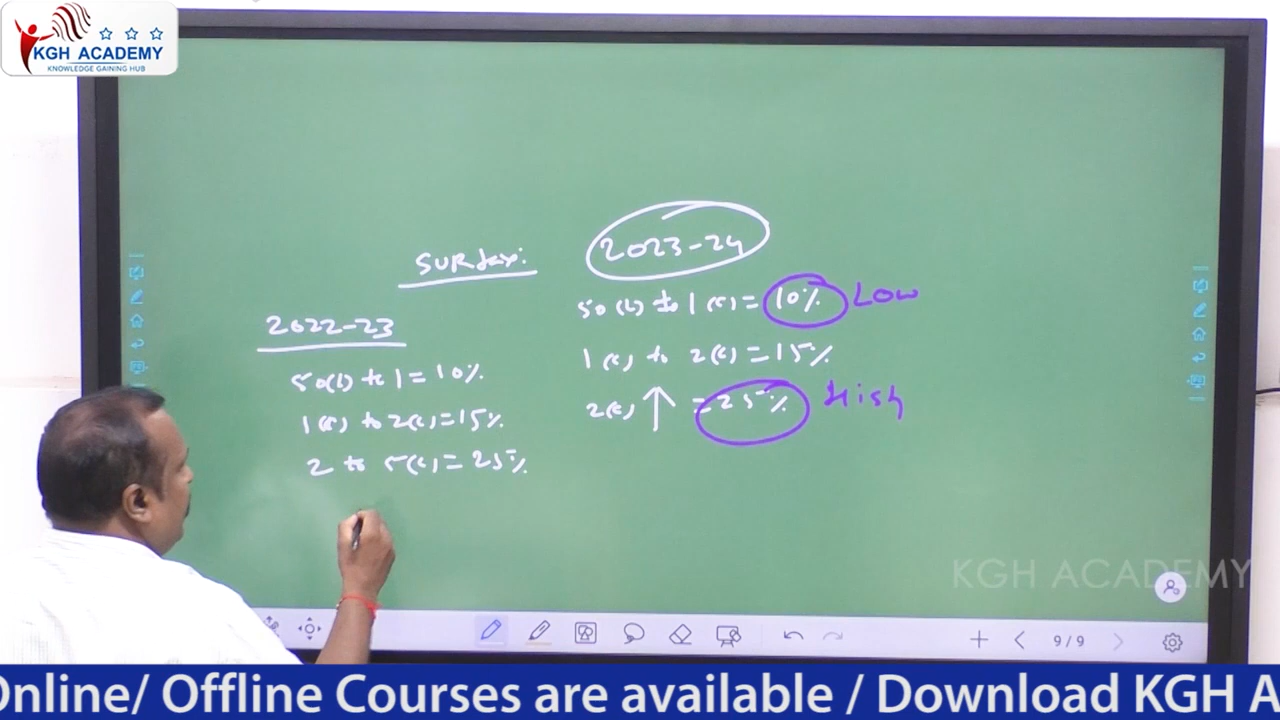 KGH ACADEMY
KNOWLEDGE GAINING HUB
SURtax:
2023-24
50(L) to 1(c) = 10% Low
1(c) to 2(c) = 15%
2(c) ↑ = 25% High
2022-23
50(L) to 1 = 10%
1(c) to 2(c) = 15%
2 to 5(c) = 25%
KGH ACADEMY
9/9
Online/ Offline Courses are available / Download KGH A